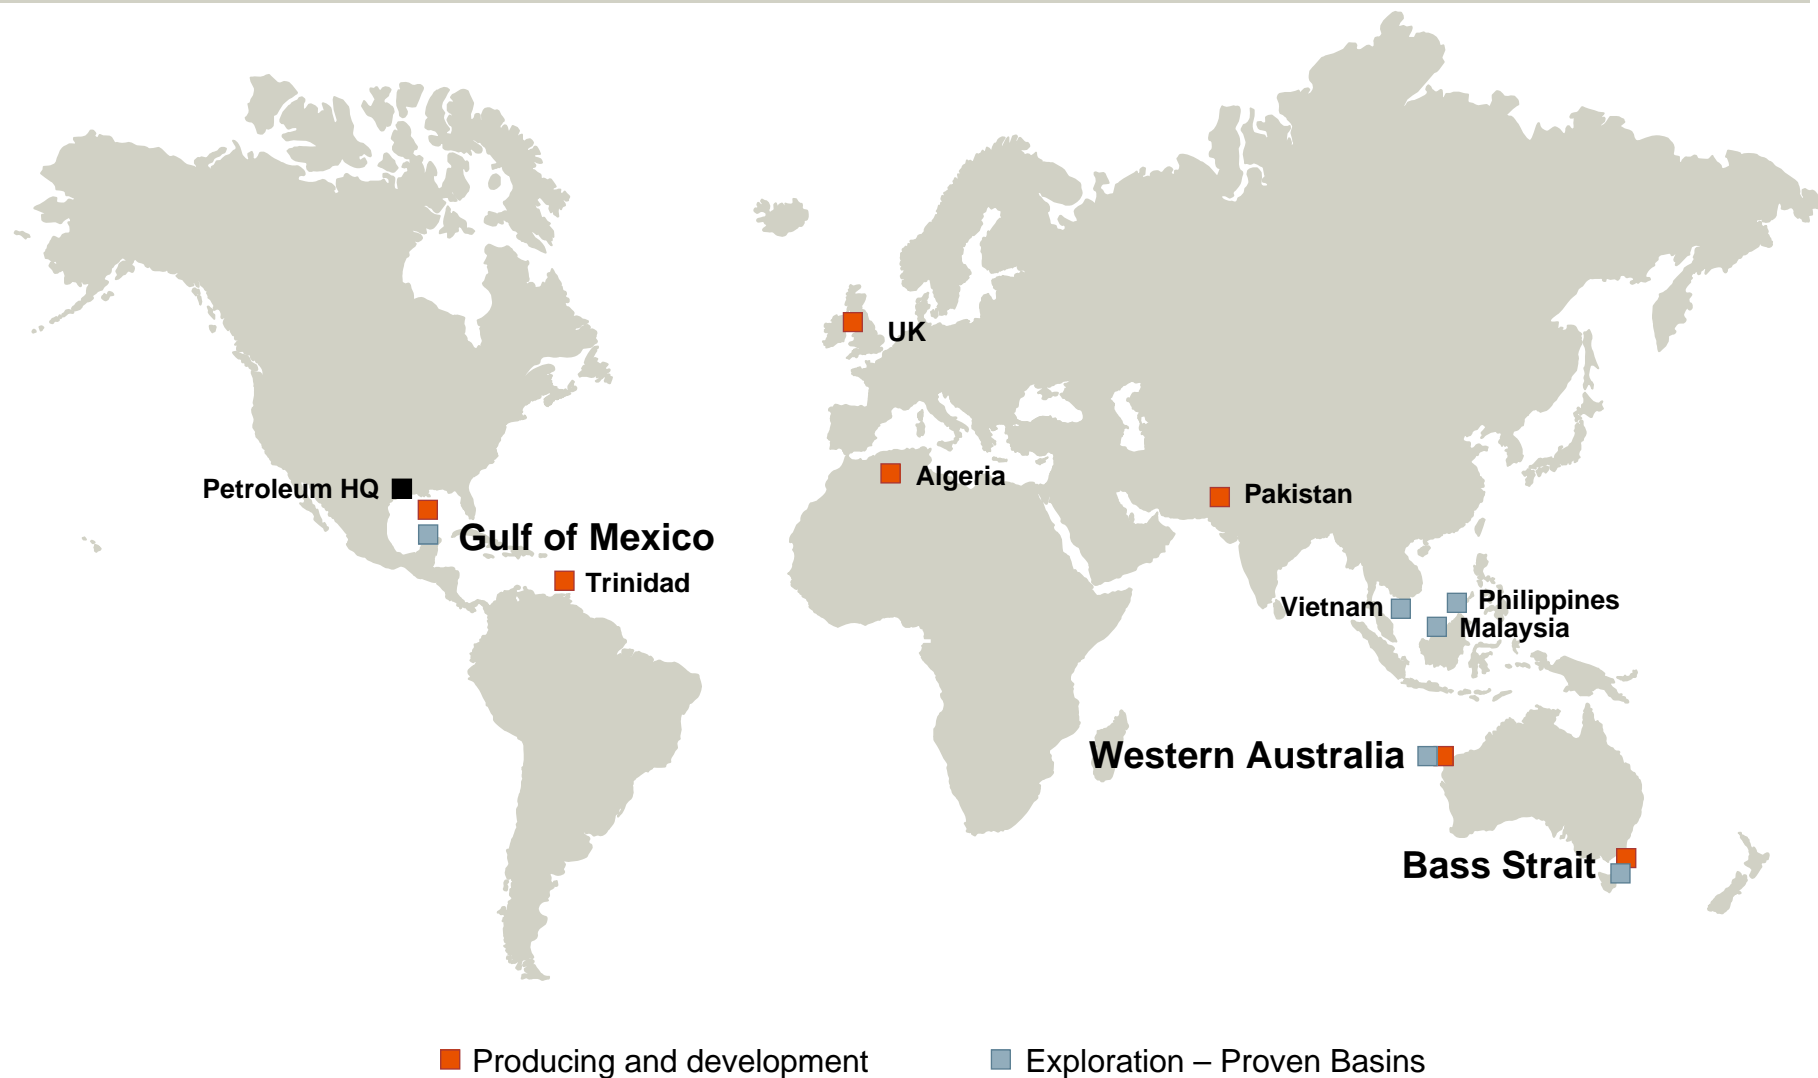 UK
Algeria
Petroleum HQ
Pakistan
Gulf of Mexico
Trinidad
Vietnam
Philippines
Malaysia
Western Australia
Bass Strait
Producing and development
Exploration – Proven Basins